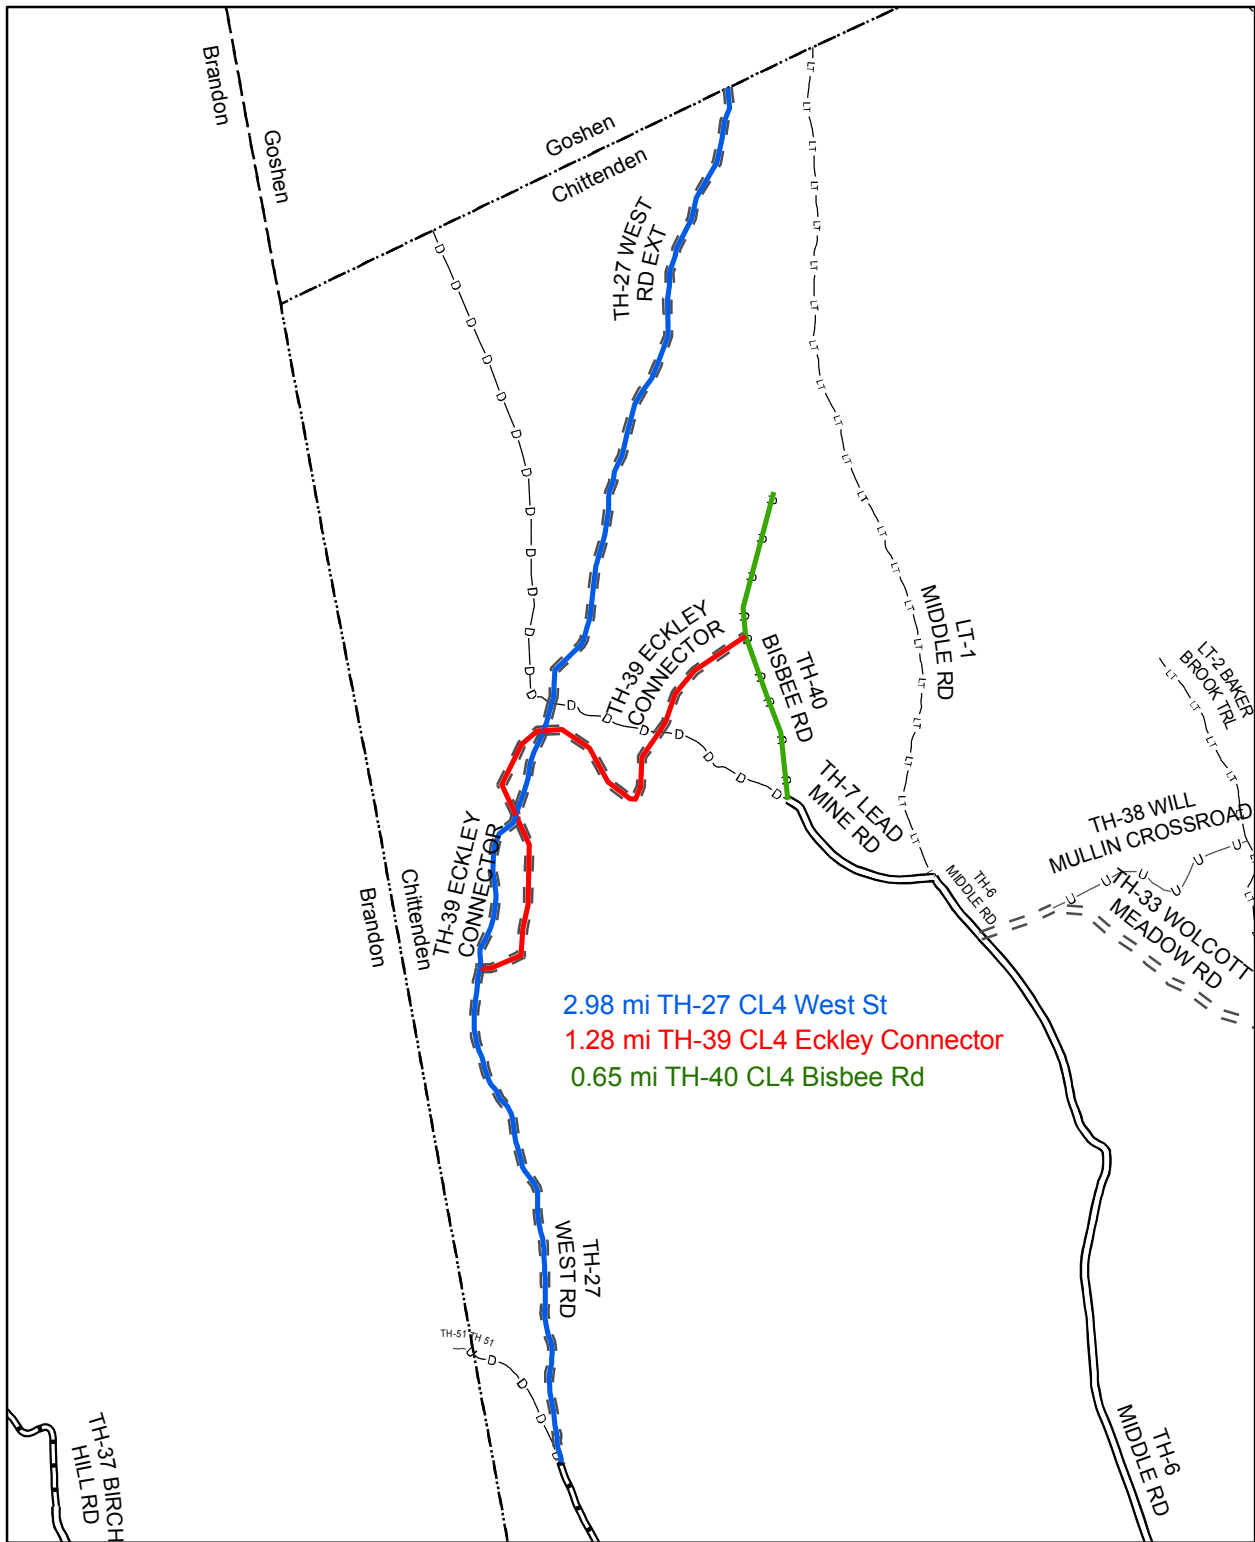 Brandon
Goshen
Goshen
Chittenden
TH-27 WEST
RD EXT
TH-39 ECKLEY
CONNECTOR
TH-40
BISBEE RD
LT-1
MIDDLE RD
LT-2 BAKER
BROOK TRL
TH-7 LEAD
MINE RD
TH-38 WILL
MULLIN CROSSROAD
TH-6
MIDDLE RD
TH-33 WOLCOTT
MEADOW RD
TH-39 ECKLEY
CONNECTOR
Chittenden
Brandon
2.98 mi TH-27 CL4 West St
1.28 mi TH-39 CL4 Eckley Connector
0.65 mi TH-40 CL4 Bisbee Rd
TH-27
WEST RD
TH-51 TH 51
TH-37 BIRCH
HILL RD
TH-6
MIDDLE RD